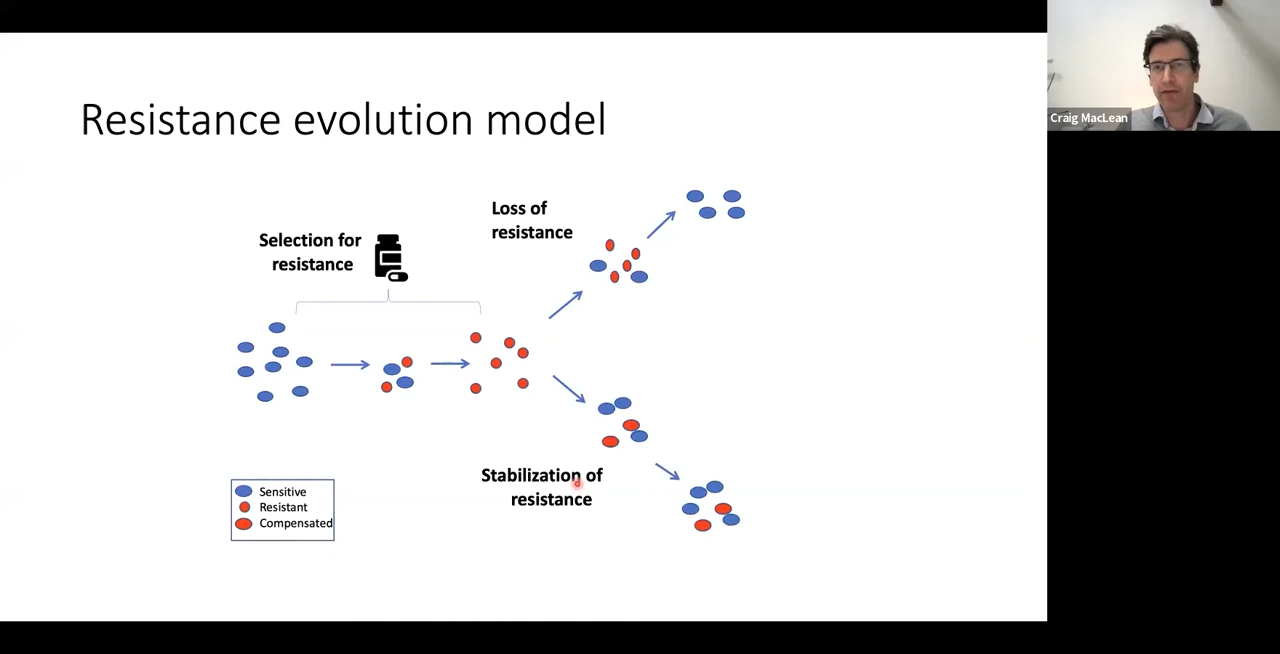 Resistance evolution model
Craig MacLean
Loss of
resistance
Selection for
resistance
Stabilization of
resistance
Sensitive
Resistant
Compensated